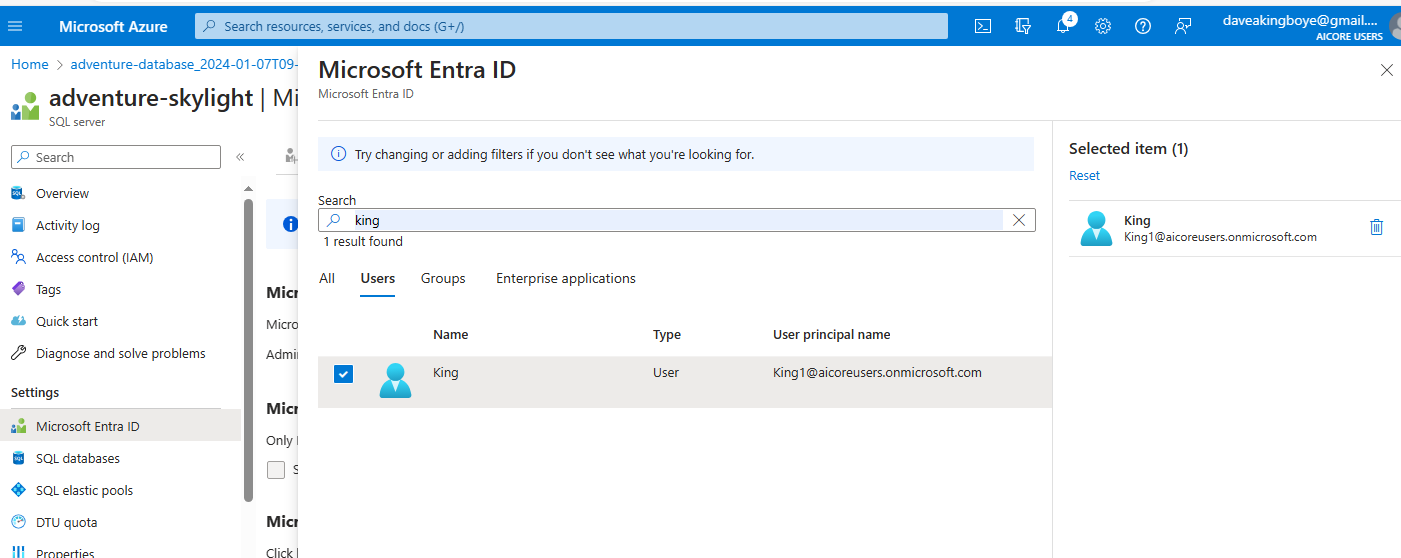 Microsoft Azure
Search resources, services, and docs (G+/)
4
daveakingboye@gmail....
AICORE USERS
Home > adventure-database_2024-01-07T09-
adventure-skylight | Mi
SQL server
Search
«
Overview
Activity log
Access control (IAM)
Tags
Quick start
Diagnose and solve problems
Settings
Microsoft Entra ID
SQL databases
SQL elastic pools
DTU quota
Properties
Micr
Micro
Admi
Micr
Only
S
Micr
Click
Microsoft Entra ID
Microsoft Entra ID
Try changing or adding filters if you don't see what you're looking for.
Search
king
1 result found
All Users Groups Enterprise applications
Name Type User principal name
King User King1@aicoreusers.onmicrosoft.com
Selected item (1)
Reset
King
King1@aicoreusers.onmicrosoft.com